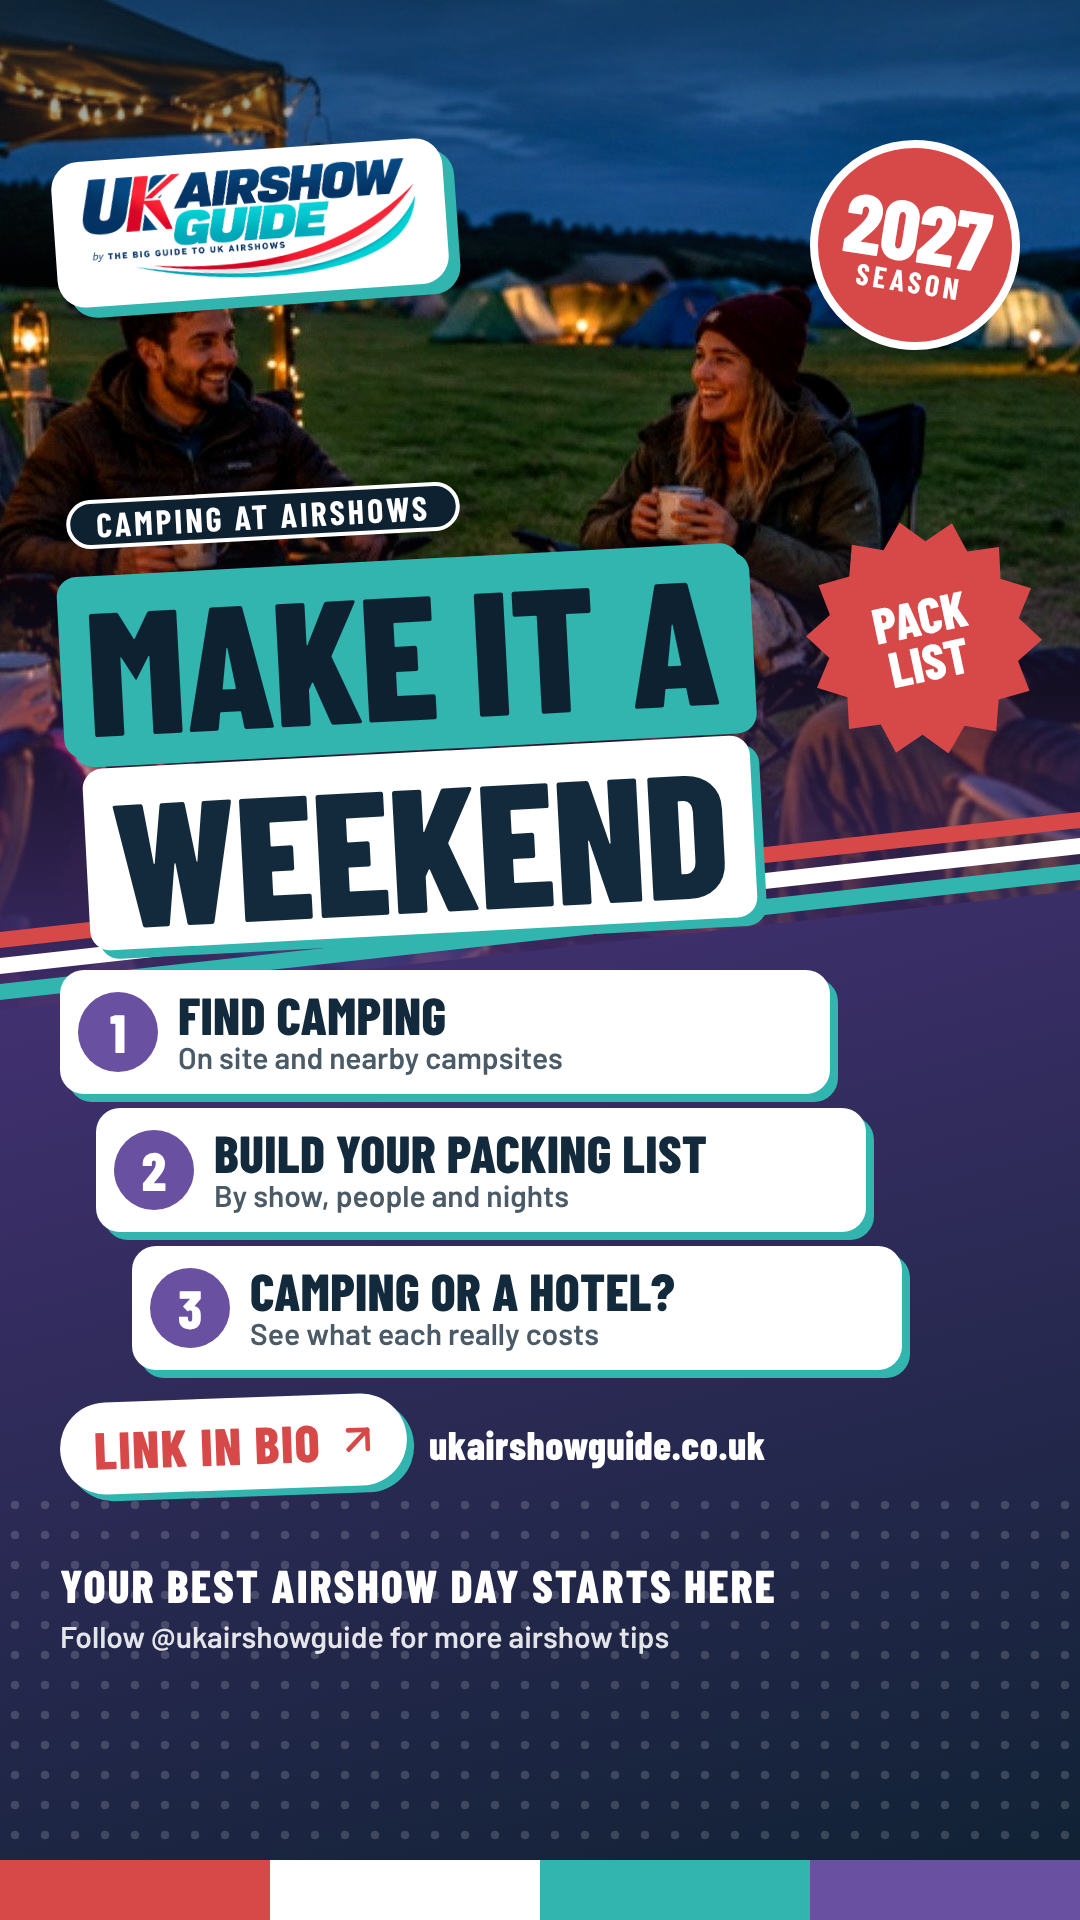 UK AIRSHOW
GUIDE
by THE BIG GUIDE TO UK AIRSHOWS
2027
SEASON
CAMPING AT AIRSHOWS
MAKE IT A
WEEKEND
PACK
LIST
1
FIND CAMPING
On site and nearby campsites
2
BUILD YOUR PACKING LIST
By show, people and nights
3
CAMPING OR A HOTEL?
See what each really costs
LINK IN BIO
ukairshowguide.co.uk
YOUR BEST AIRSHOW DAY STARTS HERE
Follow @ukairshowguide for more airshow tips